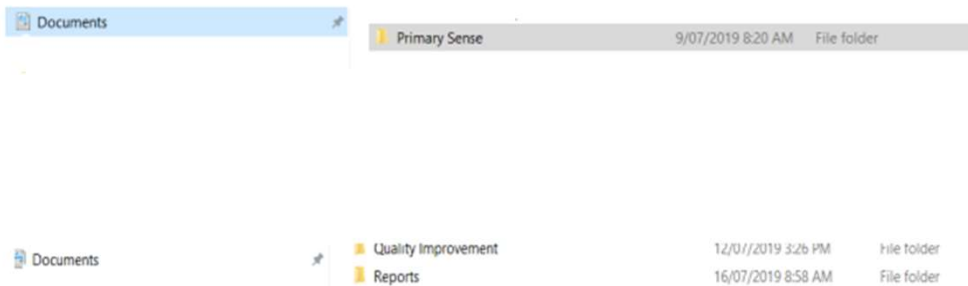 Documents
Primary Sense 9/07/2019 8:20 AM File folder
Quality Improvement 12/07/2019 3:26 PM File folder
Documents
Reports 16/07/2019 8:58 AM File folder